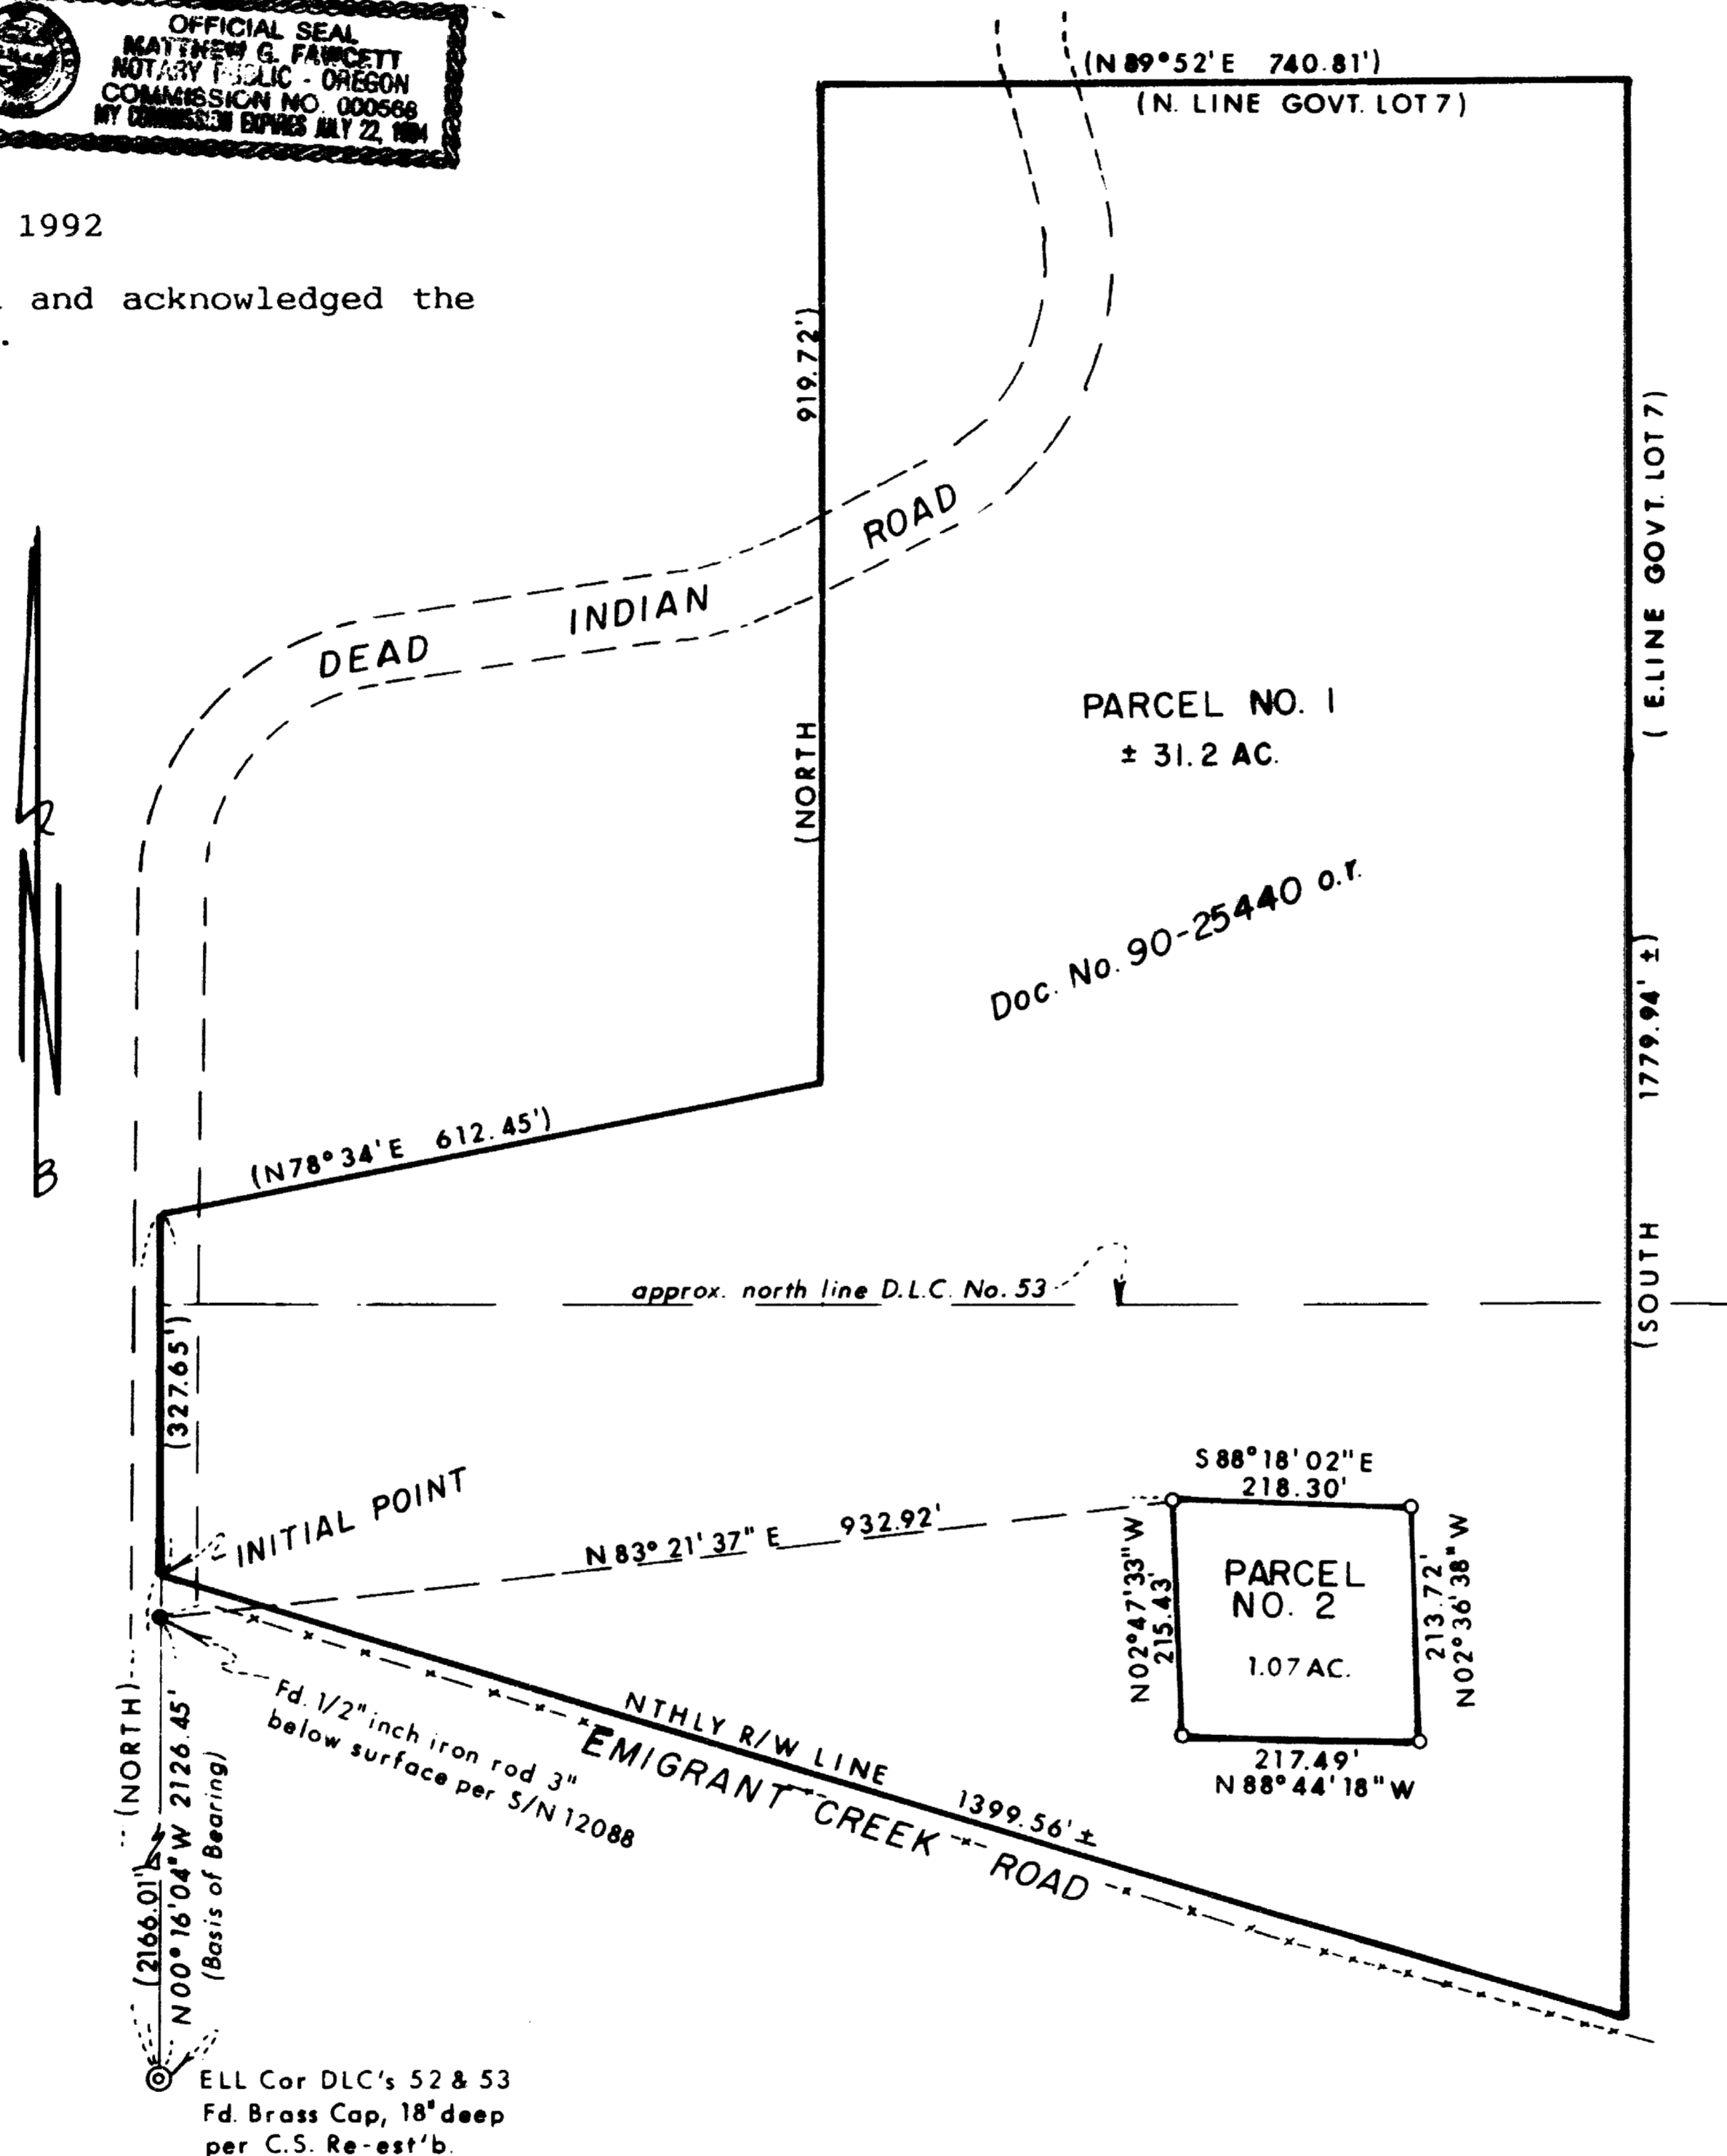 OFFICIAL SEAL
MATTHEW G. FAWCETT
NOTARY PUBLIC - OREGON
COMMISSION NO. 000568
MY COMMISSION EXPIRES JULY 22, 1994
1992
and acknowledged the
.
(N 89°52' E 740.81')
(N. LINE GOVT. LOT 7)
919.72')
(NORTH
DEAD INDIAN ROAD
(E. LINE GOVT. LOT 7)
PARCEL NO. 1
± 31.2 AC.
Doc. No. 90-25440 o.r.
1779.94' ±)
(SOUTH
(N 78° 34' E 612.45')
approx. north line D.L.C. No. 53
(327.65')
INITIAL POINT
N 83° 21' 37" E 932.92'
S 88° 18' 02" E
218.30'
N 02° 47' 33" W
215.43'
PARCEL
NO. 2
1.07 AC.
213.72'
N 02° 36' 38" W
217.49'
N 88° 44' 18" W
Fd. 1/2" inch iron rod 3"
below surface per S/N 12088
NTHLY R/W LINE
1399.56' ±
EMIGRANT CREEK ROAD
(NORTH)
(2166.01')
N 00° 16' 04" W 2126.45'
(Basis of Bearing)
ELL Cor DLC's 52 & 53
Fd. Brass Cap, 18" deep
per C.S. Re-est'b.